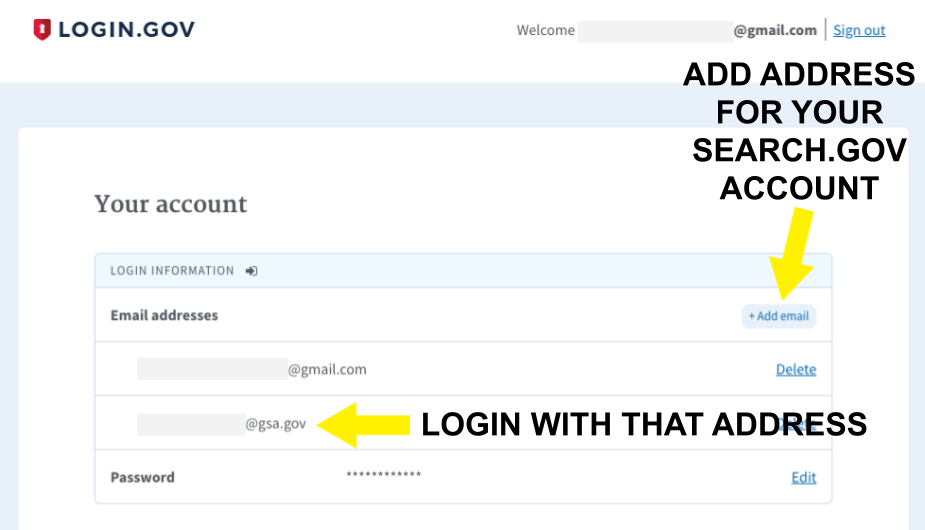 LOGIN.GOV
Welcome @gmail.com Sign out
ADD ADDRESS
FOR YOUR
SEARCH.GOV
ACCOUNT
Your account
LOGIN INFORMATION
Email addresses + Add email
@gmail.com Delete
@gsa.gov LOGIN WITH THAT ADDRESS
Password ************ Edit